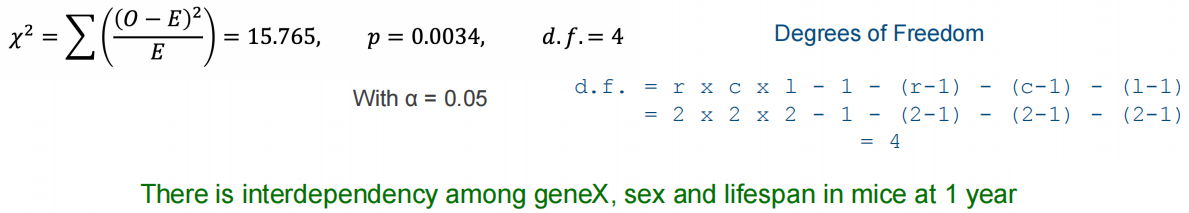 χ² = ∑((O − E)²/E) = 15.765, p = 0.0034, d.f. = 4
With α = 0.05
Degrees of Freedom
d.f. = r x c x l - 1 - (r-1) - (c-1) - (l-1)
= 2 x 2 x 2 - 1 - (2-1) - (2-1) - (2-1)
= 4
There is interdependency among geneX, sex and lifespan in mice at 1 year